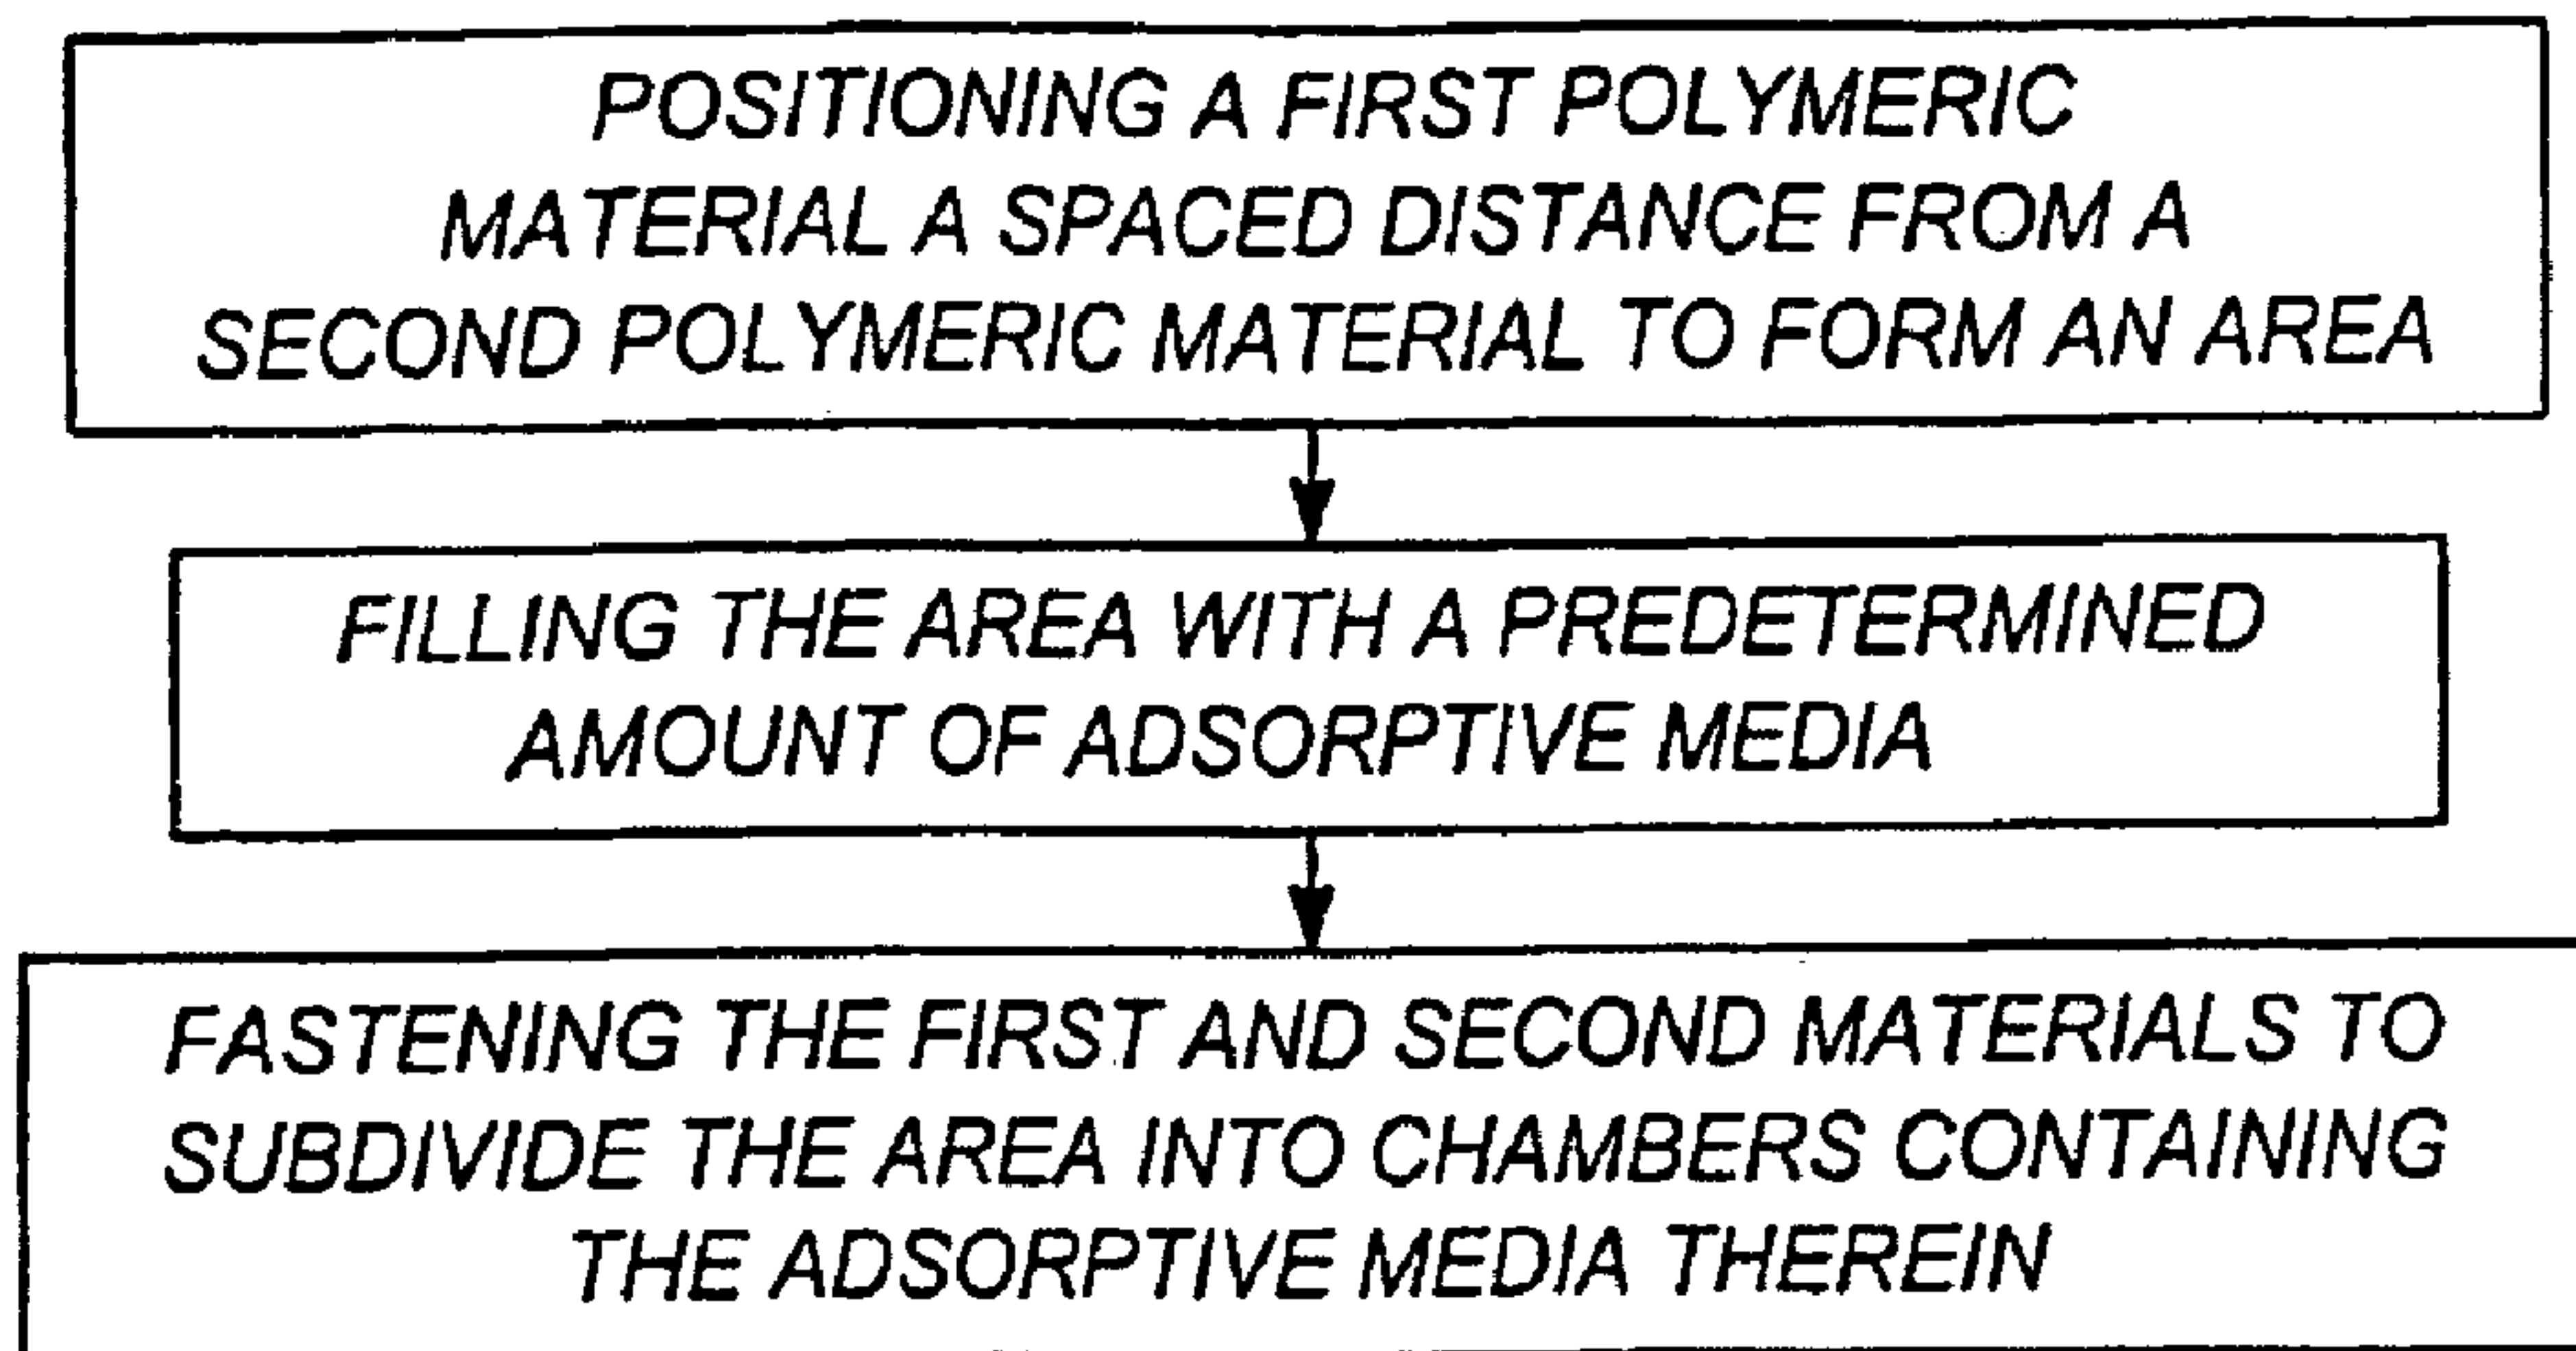 POSITIONING A FIRST POLYMERIC
MATERIAL A SPACED DISTANCE FROM A
SECOND POLYMERIC MATERIAL TO FORM AN AREA
FILLING THE AREA WITH A PREDETERMINED
AMOUNT OF ADSORPTIVE MEDIA
FASTENING THE FIRST AND SECOND MATERIALS TO
SUBDIVIDE THE AREA INTO CHAMBERS CONTAINING
THE ADSORPTIVE MEDIA THEREIN